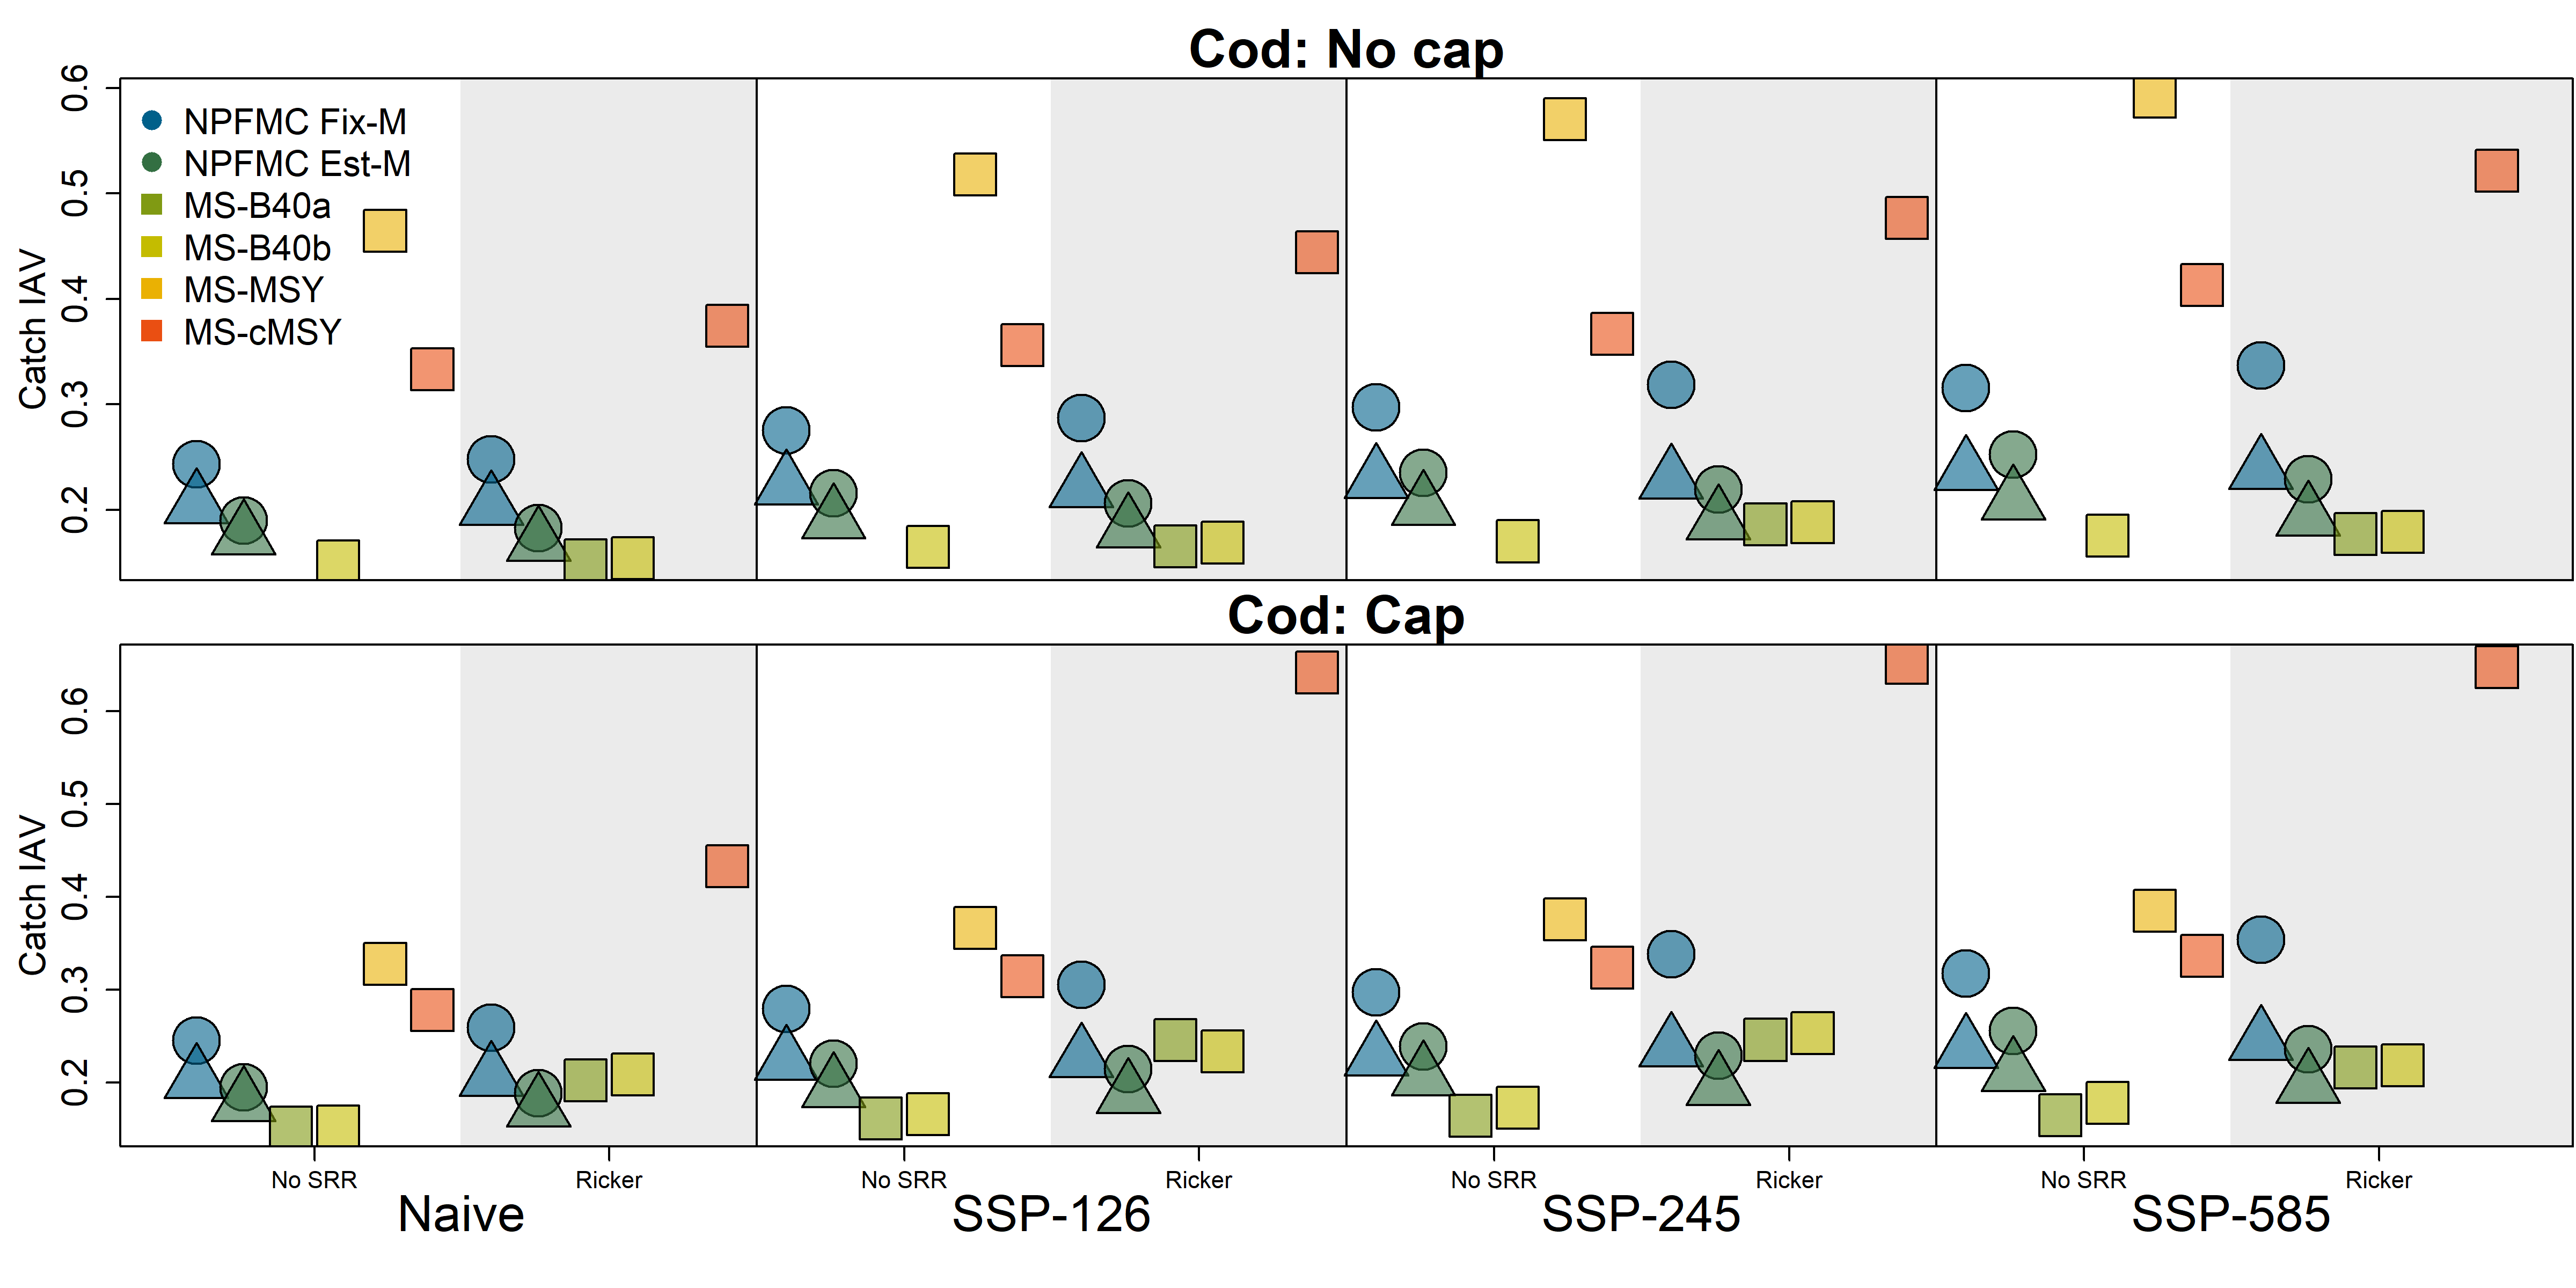 Cod: No cap
Catch IAV
0.6
0.5
0.4
0.3
0.2
NPFMC Fix-M
NPFMC Est-M
MS-B40a
MS-B40b
MS-MSY
MS-cMSY
Cod: Cap
Catch IAV
0.6
0.5
0.4
0.3
0.2
No SRR Ricker No SRR Ricker No SRR Ricker No SRR Ricker
Naive SSP-126 SSP-245 SSP-585